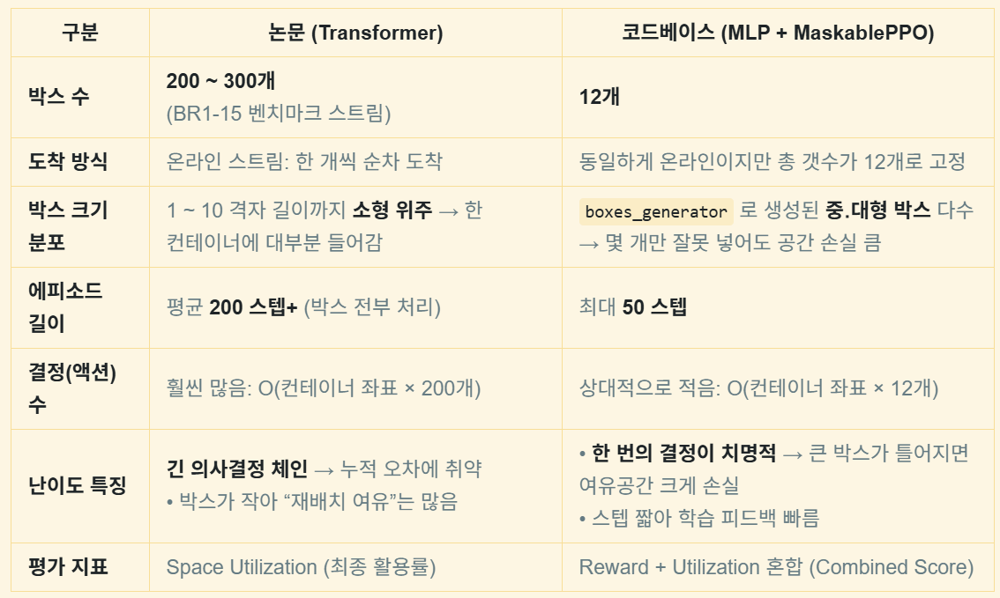 구분 논문 (Transformer) 코드베이스 (MLP + MaskablePPO)
박스 수
200 ~ 300개
(BR1-15 벤치마크 스트림)
12개
도착 방식 온라인 스트림: 한 개씩 순차 도착 동일하게 온라인이지만 총 갯수가 12개로 고정
박스 크기
분포
1 ~ 10 격자 길이까지 소형 위주 → 한
컨테이너에 대부분 들어감
boxes_generator 로 생성된 중.대형 박스 다수
→ 몇 개만 잘못 넣어도 공간 손실 큼
에피소드
길이
평균 200 스텝+ (박스 전부 처리)
최대 50 스텝
결정(액션)
수
훨씬 많음: O(컨테이너 좌표 × 200개)
상대적으로 적음: O(컨테이너 좌표 × 12개)
난이도 특징
긴 의사결정 체인 → 누적 오차에 취약
• 박스가 작아 “재배치 여유”는 많음
• 한 번의 결정이 치명적 → 큰 박스가 틀어지면
여유공간 크게 손실
• 스텝 짧아 학습 피드백 빠름
평가 지표 Space Utilization (최종 활용률) Reward + Utilization 혼합 (Combined Score)